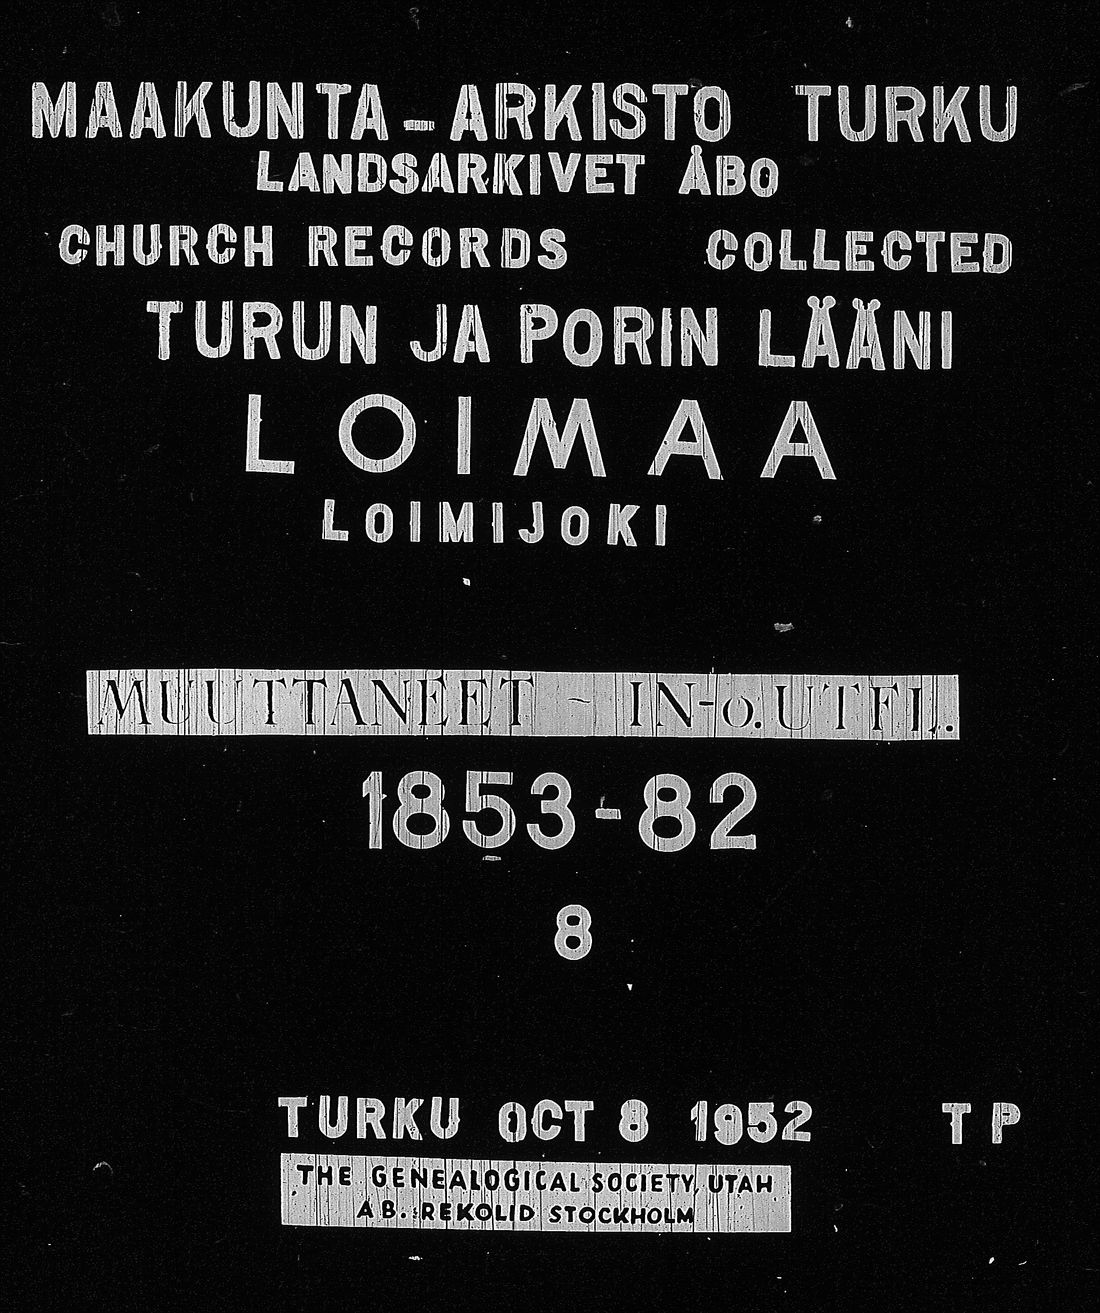 MAAKUNTA-ARKISTO TURKU
LANDSARKIVET ÅBO
CHURCH RECORDS COLLECTED
TURUN JA PORIN LÄÄNI
LOIMAA
LOIMIJOKI
MUUTTANEET - IN-o.UTFL.
1853-82
8
TURKU OCT 8 1952 T P
THE GENEALOGICAL SOCIETY, UTAH
AB. REKOLID STOCKHOLM